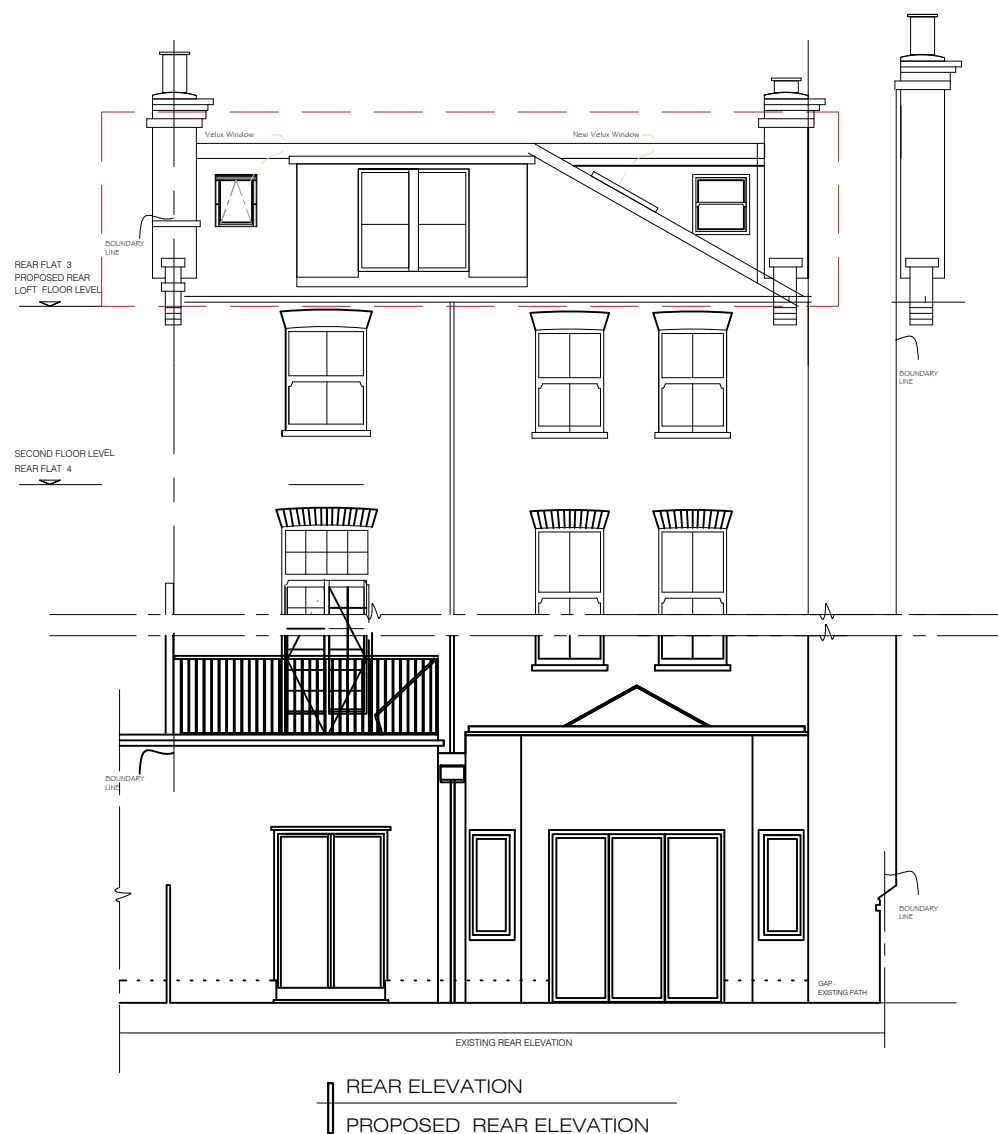 Velux Window
New Velux Window
BOUNDARY
LINE
REAR FLAT 3
PROPOSED REAR
LOFT FLOOR LEVEL
BOUNDARY
LINE
SECOND FLOOR LEVEL
REAR FLAT 4
BOUNDARY
LINE
BOUNDARY
LINE
GAP -
EXISTING PATH
EXISTING REAR ELEVATION
REAR ELEVATION
PROPOSED REAR ELEVATION